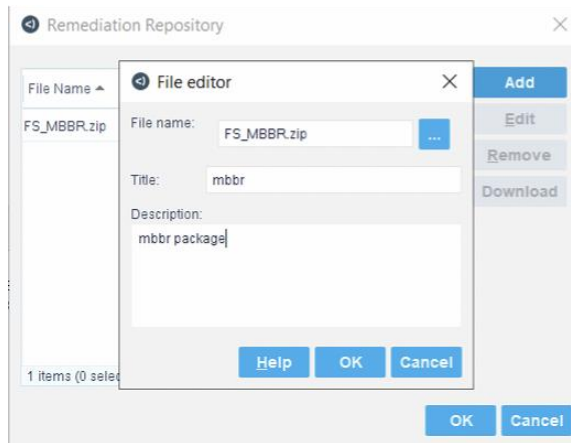 Remediation Repository
File Name
FS_MBBR.zip
1 items (0 selec
File editor
File name:
FS_MBBR.zip
...
Title:
mbbr
Description:
mbbr package
Help
OK
Cancel
Add
Edit
Remove
Download
OK
Cancel